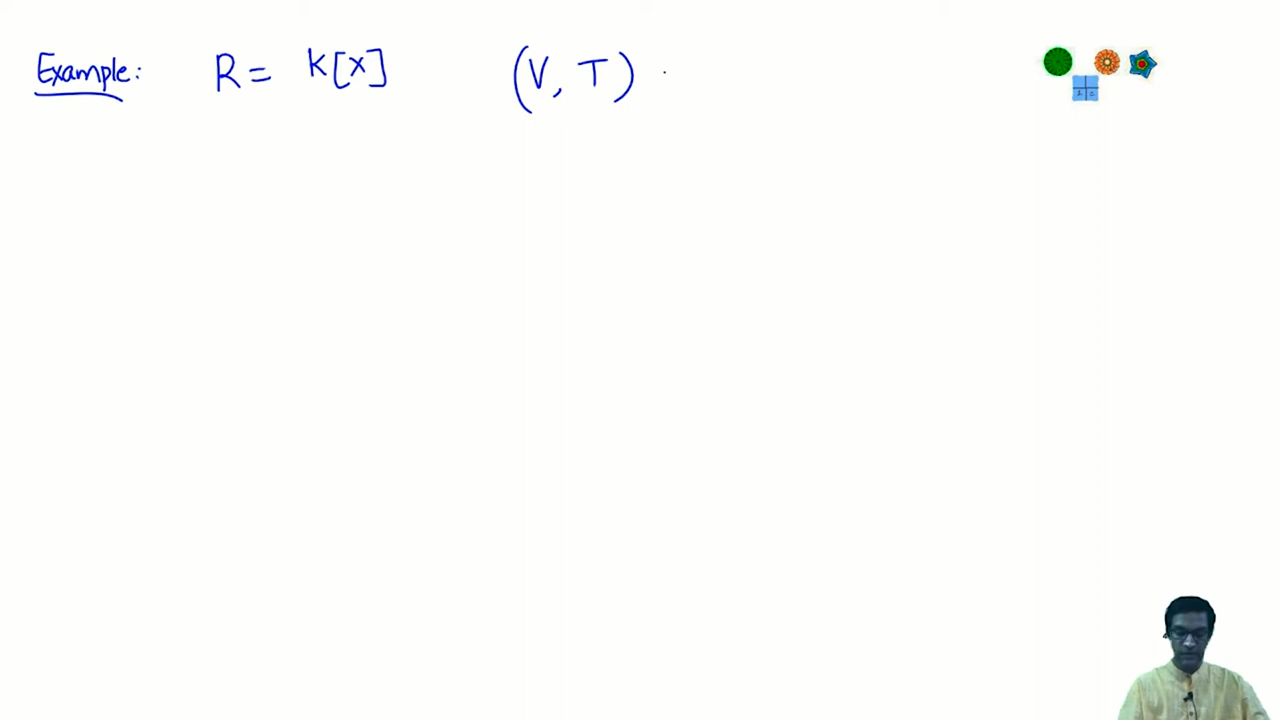 Example: R = K[X] (V, T)